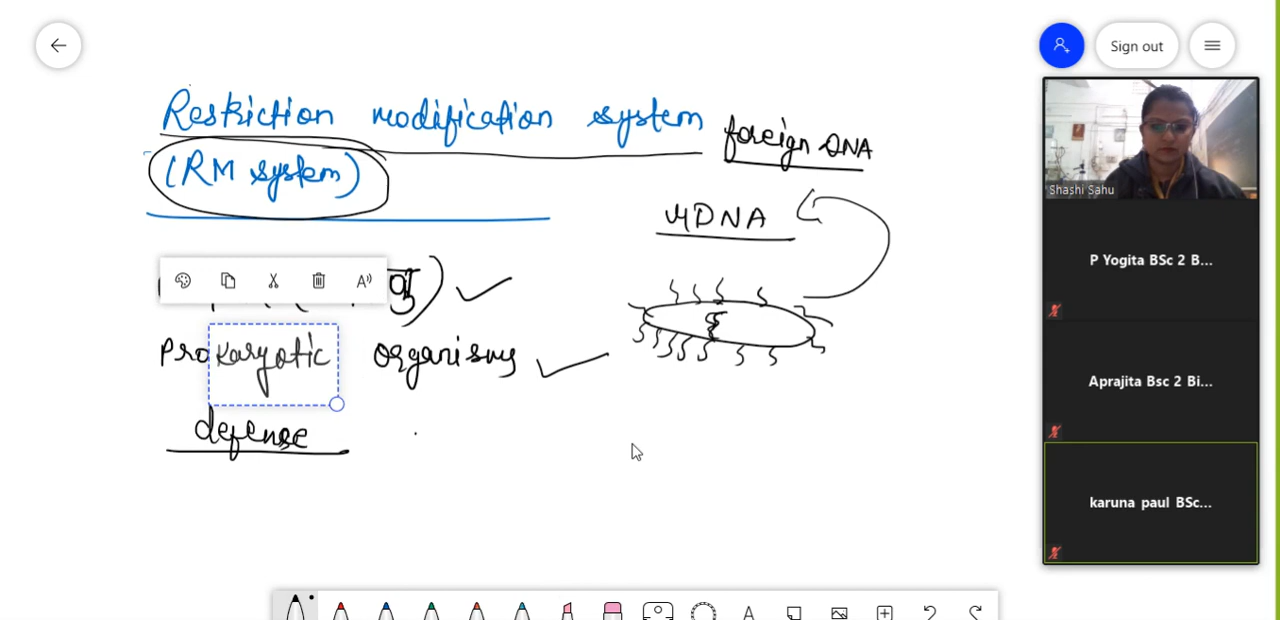 Sign out
Restriction modification system
foreign DNA
(RM system)
DNA
Prokaryotic organisms
defense
Shashi Sahu
P Yogita BSc 2 B...
Aprajita Bsc 2 Bi...
karuna paul BSc...
A